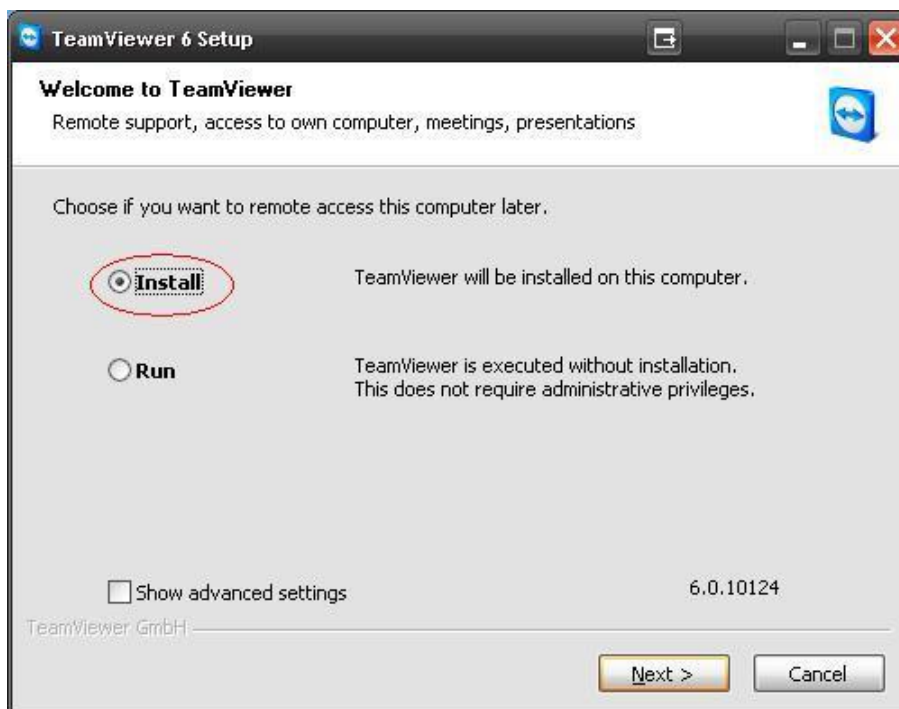 TeamViewer 6 Setup
Welcome to TeamViewer
Remote support, access to own computer, meetings, presentations
Choose if you want to remote access this computer later.
Install
TeamViewer will be installed on this computer.
Run
TeamViewer is executed without installation.
This does not require administrative privileges.
Show advanced settings
6.0.10124
TeamViewer GmbH
Next >
Cancel